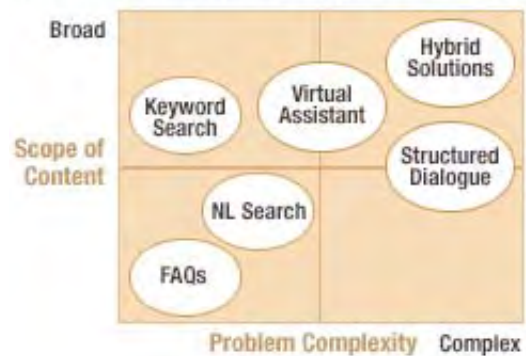 Broad
Hybrid
Solutions
Virtual
Assistant
Keyword
Search
Scope of
Content
Structured
Dialogue
NL Search
FAQs
Problem Complexity Complex